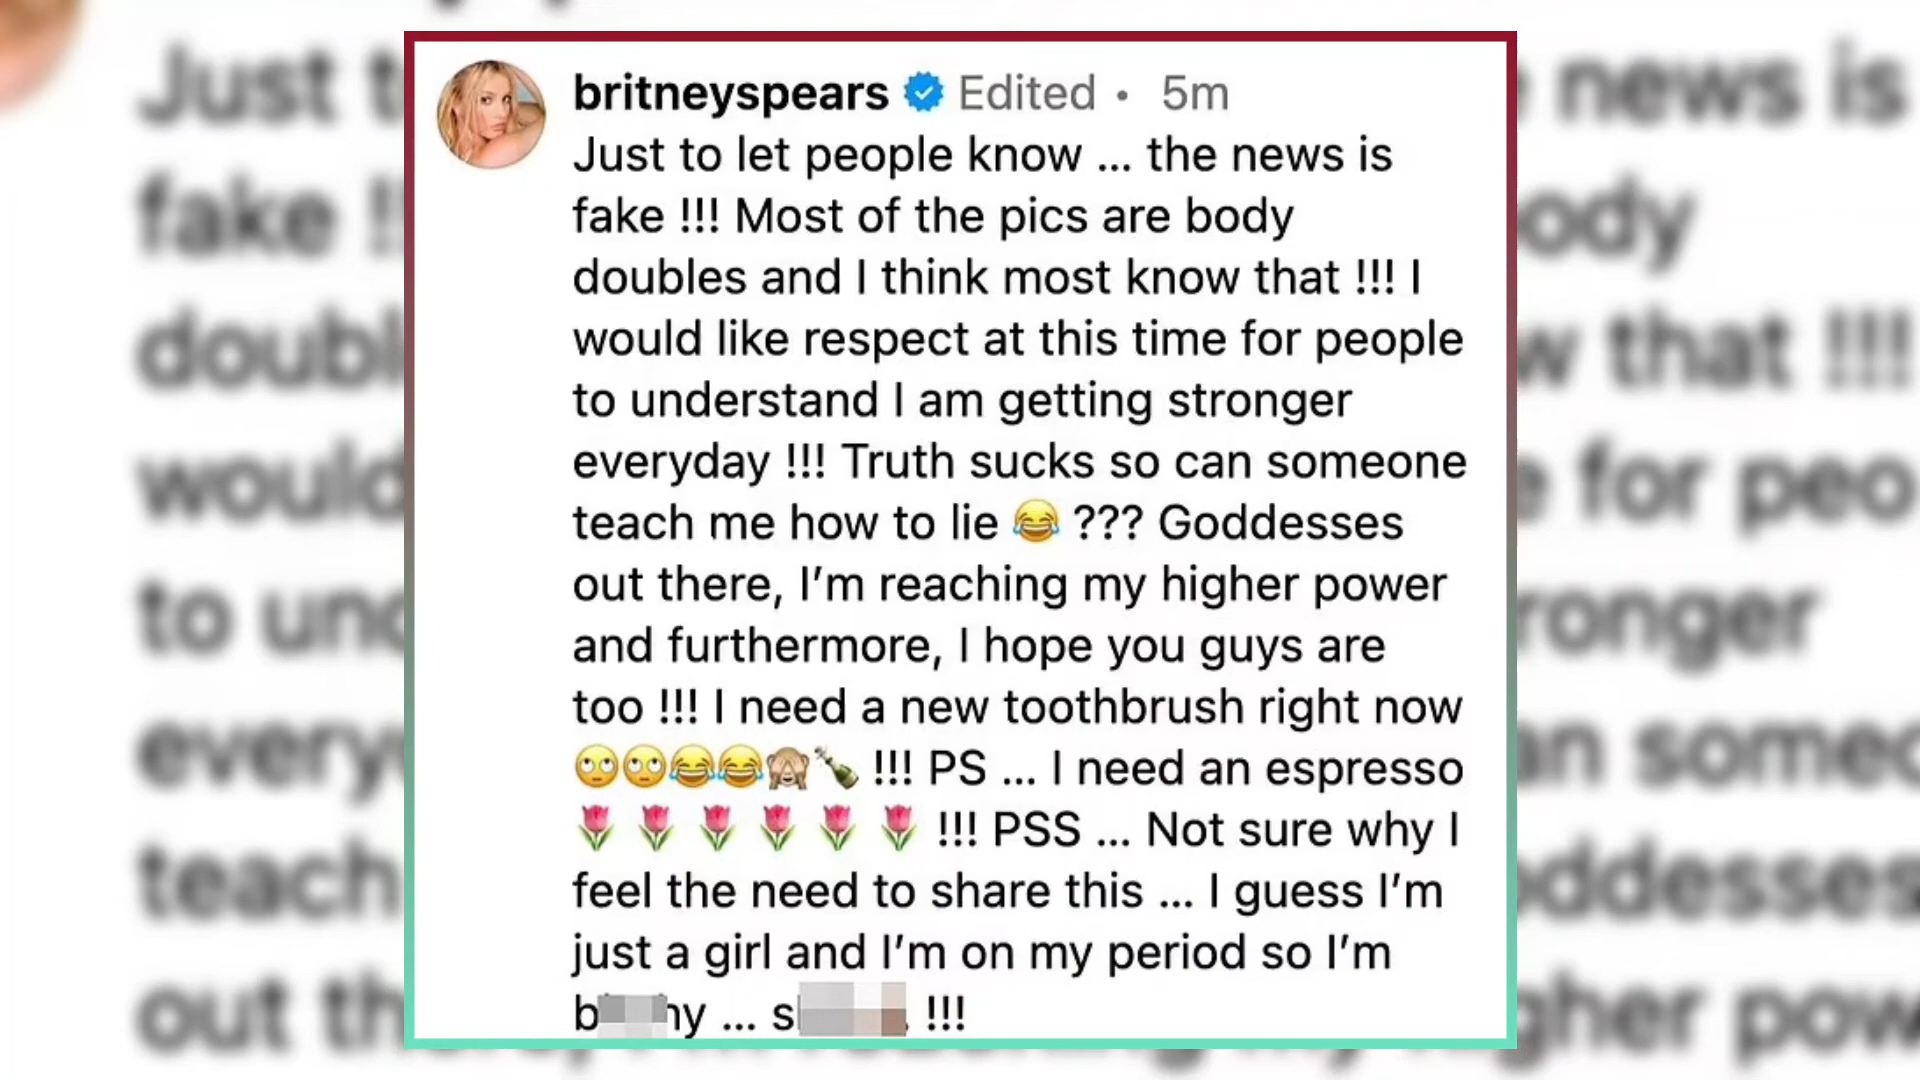 britneyspears Edited • 5m
Just to let people know ... the news is
fake !!! Most of the pics are body
doubles and I think most know that !!! I
would like respect at this time for people
to understand I am getting stronger
everyday !!! Truth sucks so can someone
teach me how to lie 😂 ??? Goddesses
out there, I’m reaching my higher power
and furthermore, I hope you guys are
too !!! I need a new toothbrush right now
🙄🙄😂😂🙈🍾 !!! PS ... I need an espresso
🌷🌷🌷🌷🌷🌷 !!! PSS ... Not sure why I
feel the need to share this ... I guess I’m
just a girl and I’m on my period so I’m
... !!!